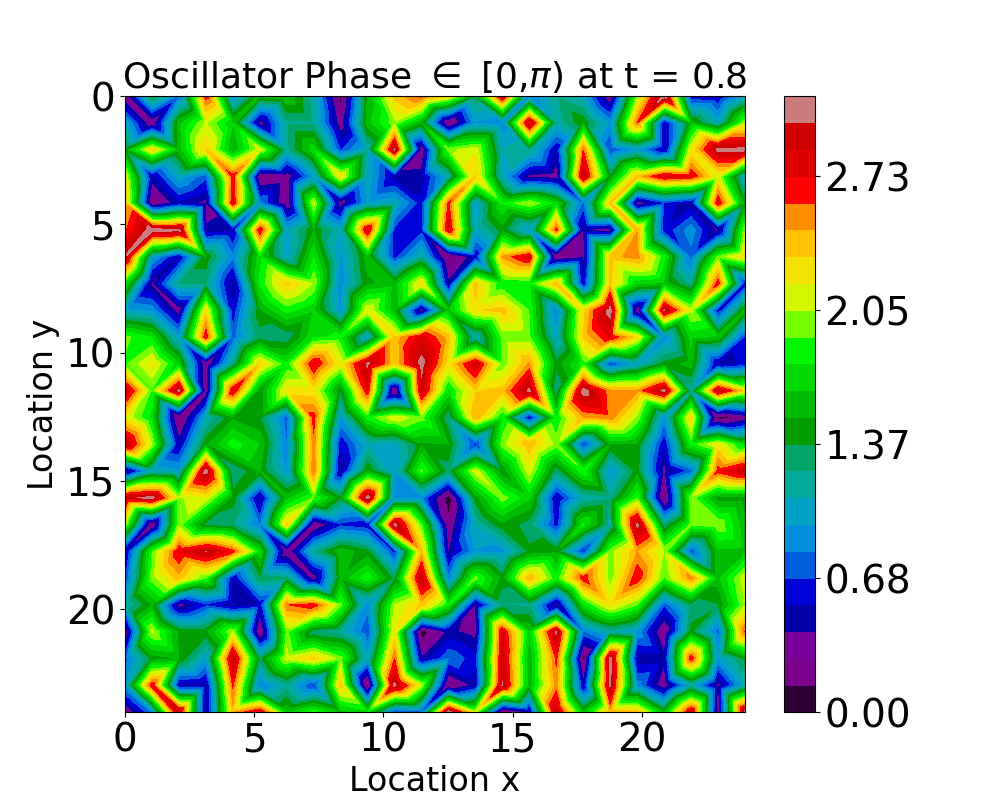 Oscillator Phase ∈ [0,π) at t = 0.8
0
5
10
15
20
Location y
0 5 10 15 20
Location x
2.73
2.05
1.37
0.68
0.00